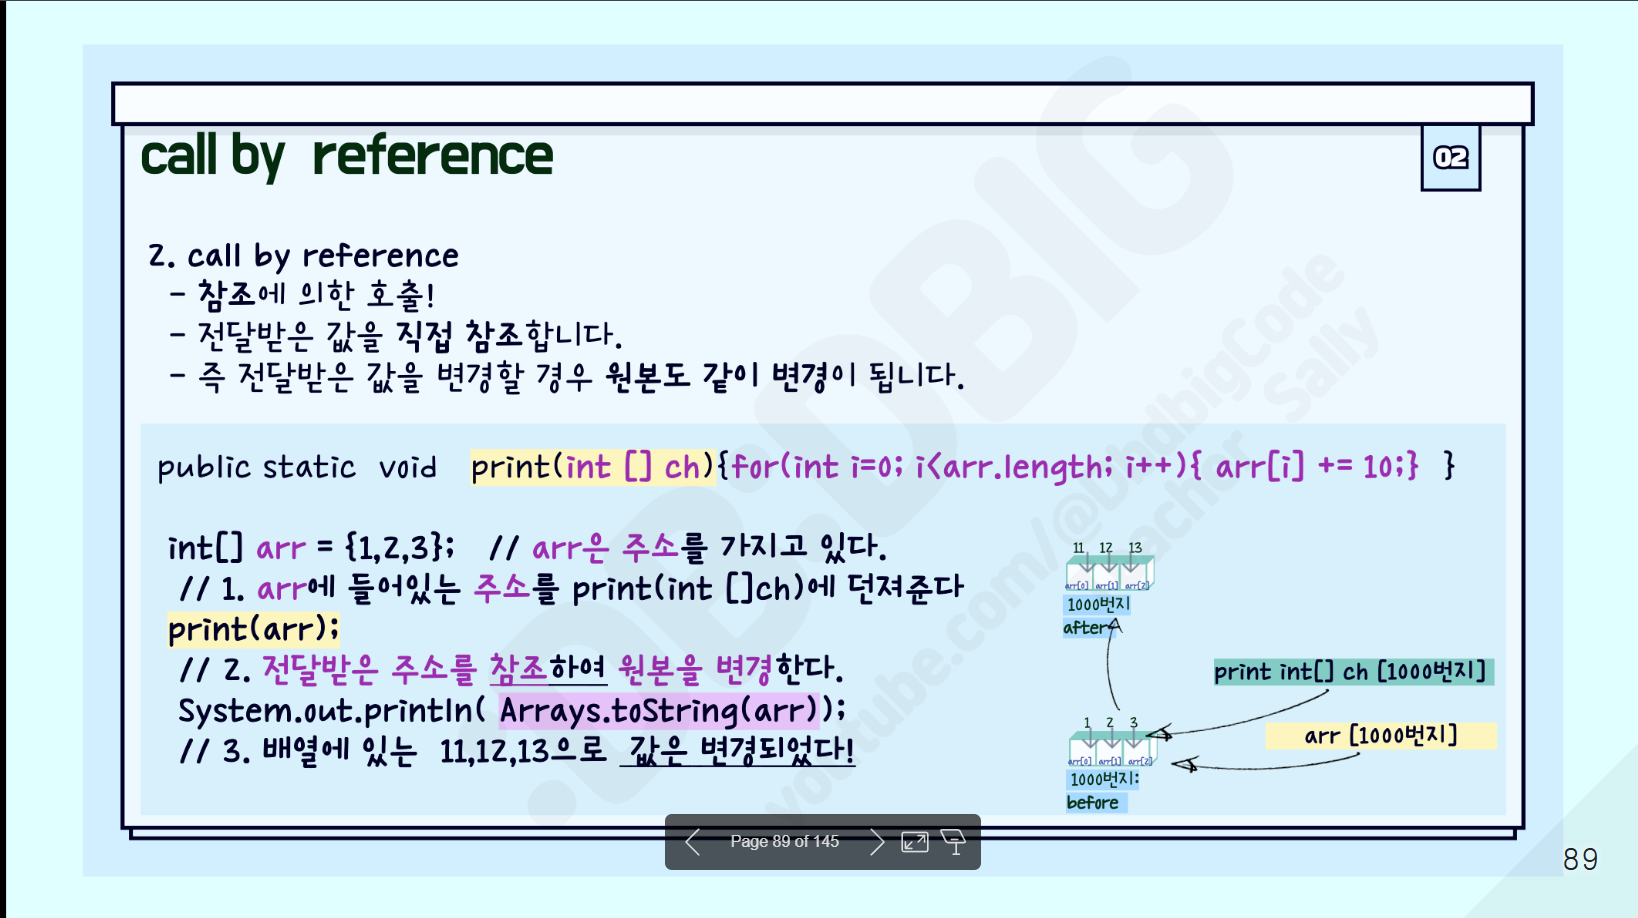 call by reference
02
2. call by reference
- 참조에 의한 호출!
- 전달받은 값을 직접 참조합니다.
- 즉 전달받은 값을 변경할 경우 원본도 같이 변경이 됩니다.
public static void print(int [] ch){for(int i=0; i<arr.length; i++){ arr[i] += 10;} }
int[] arr = {1,2,3}; // arr은 주소를 가지고 있다.
// 1. arr에 들어있는 주소를 print(int []ch)에 던져준다
print(arr);
// 2. 전달받은 주소를 참조하여 원본을 변경한다.
System.out.println( Arrays.toString(arr));
// 3. 배열에 있는 11,12,13으로 값은 변경되었다!
11 12 13
arr[0] arr[1] arr[2]
1000번지
after
print int[] ch [1000번지]
arr [1000번지]
1 2 3
arr[0] arr[1] arr[2]
1000번지:
before
youtube.com/@bdbigCode
Sally
Page 89 of 145
89